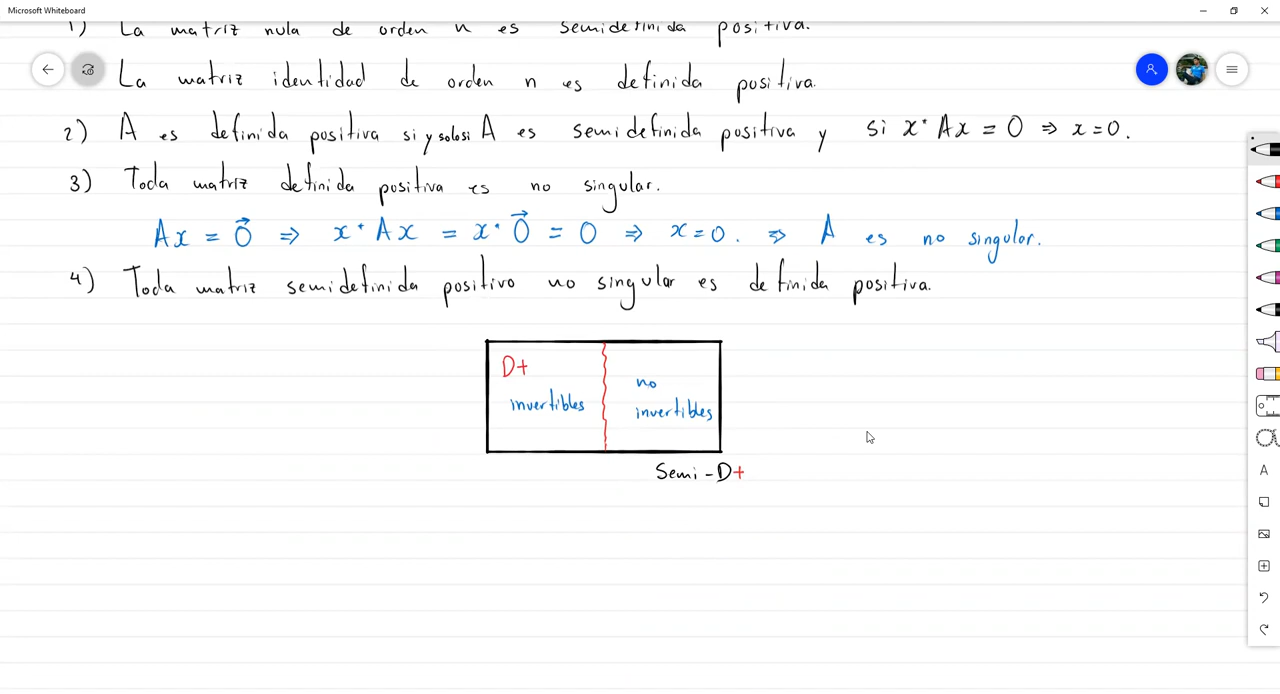 Microsoft Whiteboard
1) La matriz nula de orden n es semidefinida positiva.
La matriz identidad de orden n es definida positiva.
2) A es definida positiva si y solo si A es semidefinida positiva y si x* Ax = 0 ⇒ x = 0.
3) Toda matriz definida positiva es no singular.
Ax = 0⃗ ⇒ x* Ax = x* 0⃗ = 0 ⇒ x = 0. ⇒ A es no singular.
4) Toda matriz semidefinida positivo no singular es definida positiva.
D+
invertibles
no
invertibles
Semi-D+
A